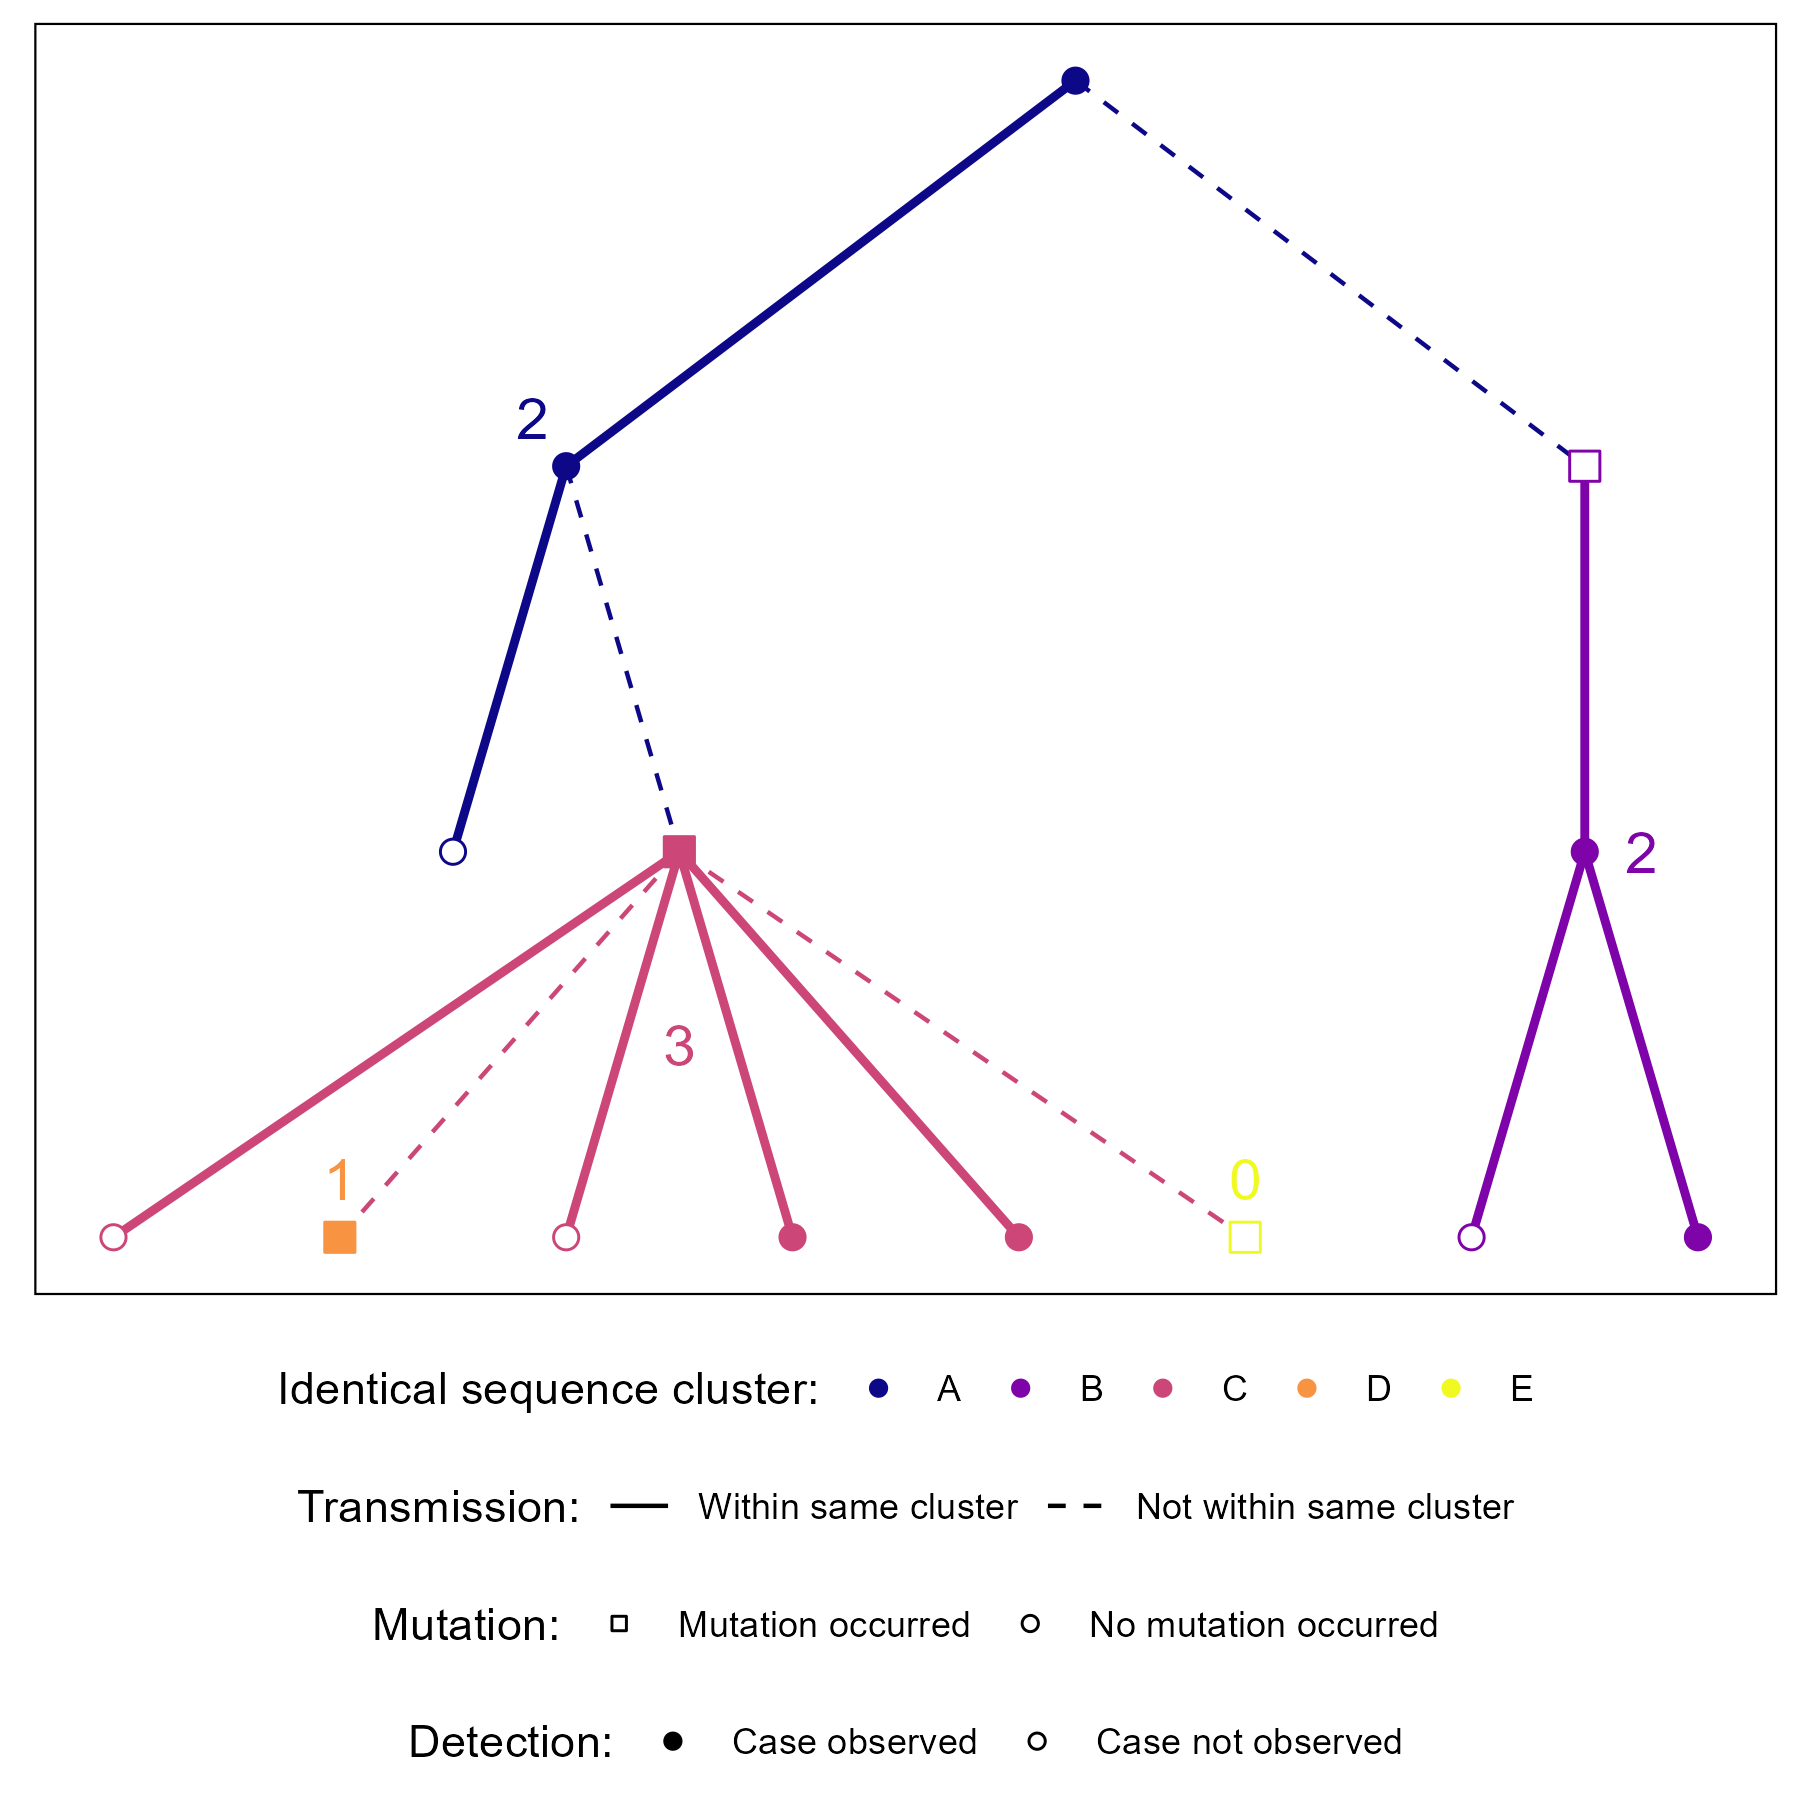 2
2
3
1
0
Identical sequence cluster: A B C D E
Transmission: Within same cluster Not within same cluster
Mutation: Mutation occurred No mutation occurred
Detection: Case observed Case not observed